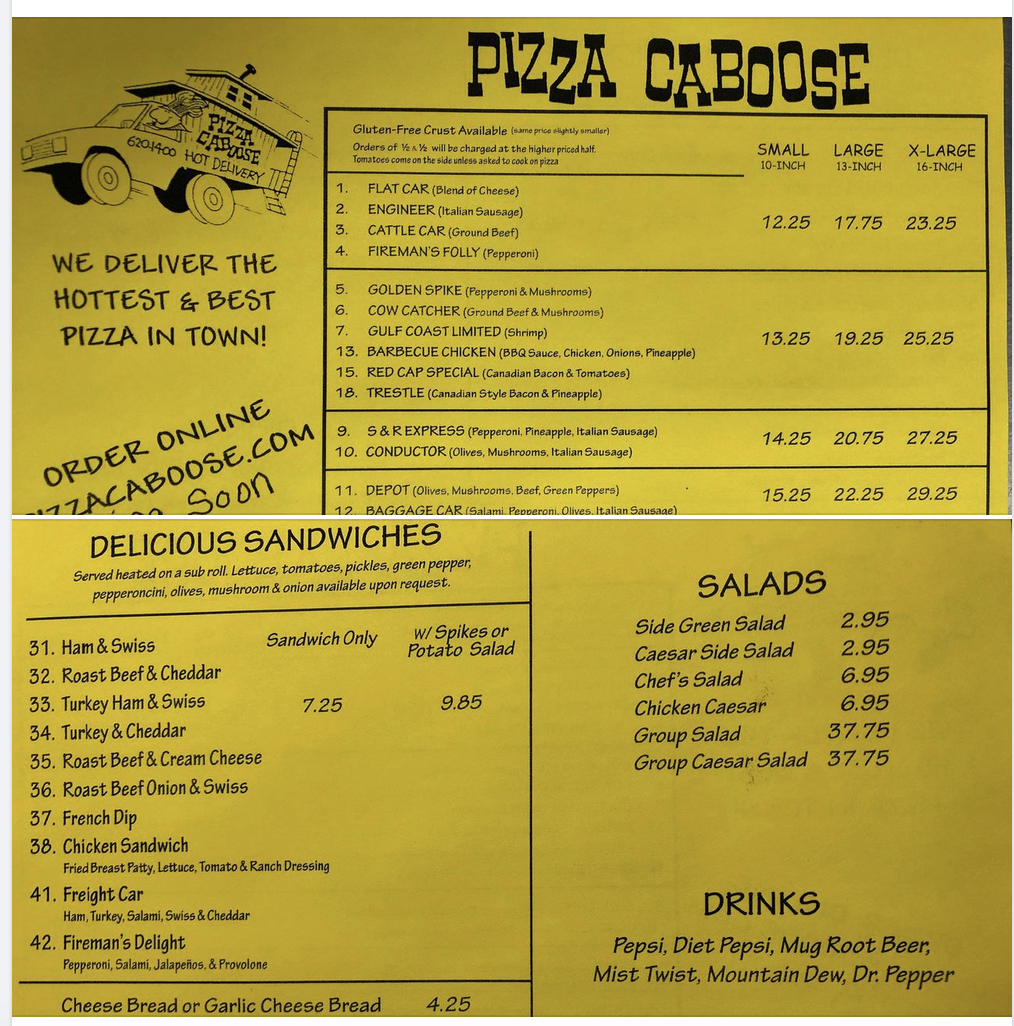 PIZZA CABOOSE
PIZZA
CABOOSE
620-1400 HOT DELIVERY
WE DELIVER THE
HOTTEST & BEST
PIZZA IN TOWN!
ORDER ONLINE
PIZZACABOOSE.COM
Soon
Gluten-Free Crust Available (same price slightly smaller)
Orders of ½ & ½ will be charged at the higher priced half.
Tomatoes come on the side unless asked to cook on pizza
SMALL LARGE X-LARGE
10-INCH 13-INCH 16-INCH
1. FLAT CAR (Blend of Cheese)
2. ENGINEER (Italian Sausage)
3. CATTLE CAR (Ground Beef)
4. FIREMAN'S FOLLY (Pepperoni)
12.25 17.75 23.25
5. GOLDEN SPIKE (Pepperoni & Mushrooms)
6. COW CATCHER (Ground Beef & Mushrooms)
7. GULF COAST LIMITED (Shrimp)
13. BARBECUE CHICKEN (BBQ Sauce, Chicken, Onions, Pineapple)
15. RED CAP SPECIAL (Canadian Bacon & Tomatoes)
18. TRESTLE (Canadian Style Bacon & Pineapple)
13.25 19.25 25.25
9. S & R EXPRESS (Pepperoni, Pineapple, Italian Sausage)
10. CONDUCTOR (Olives, Mushrooms, Italian Sausage)
14.25 20.75 27.25
11. DEPOT (Olives, Mushrooms, Beef, Green Peppers)
12. BAGGAGE CAR (Salami, Pepperoni, Olives, Italian Sausage)
15.25 22.25 29.25
DELICIOUS SANDWICHES
Served heated on a sub roll. Lettuce, tomatoes, pickles, green pepper,
pepperoncini, olives, mushroom & onion available upon request.
Sandwich Only
W/ Spikes or
Potato Salad
31. Ham & Swiss
32. Roast Beef & Cheddar
33. Turkey Ham & Swiss 7.25 9.85
34. Turkey & Cheddar
35. Roast Beef & Cream Cheese
36. Roast Beef Onion & Swiss
37. French Dip
38. Chicken Sandwich
Fried Breast Patty, Lettuce, Tomato & Ranch Dressing
41. Freight Car
Ham, Turkey, Salami, Swiss & Cheddar
42. Fireman's Delight
Pepperoni, Salami, Jalapeños, & Provolone
Cheese Bread or Garlic Cheese Bread 4.25
SALADS
Side Green Salad 2.95
Caesar Side Salad 2.95
Chef's Salad 6.95
Chicken Caesar 6.95
Group Salad 37.75
Group Caesar Salad 37.75
DRINKS
Pepsi, Diet Pepsi, Mug Root Beer,
Mist Twist, Mountain Dew, Dr. Pepper